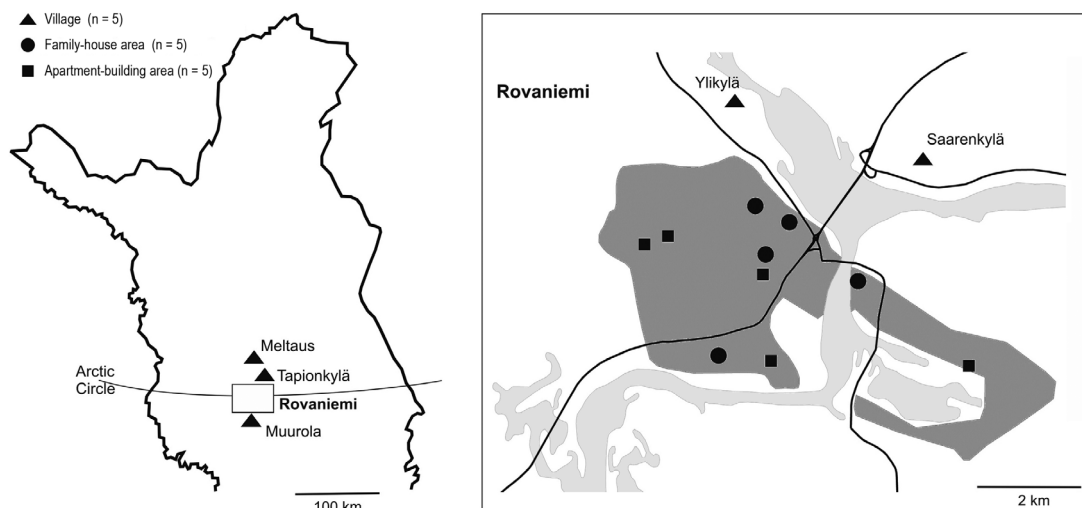 Village (n = 5)
Family-house area (n = 5)
Apartment-building area (n = 5)
Meltaus
Arctic
Circle
Tapionkylä
Rovaniemi
Muurola
100 km
Rovaniemi
Ylikylä
Saarenkylä
2 km